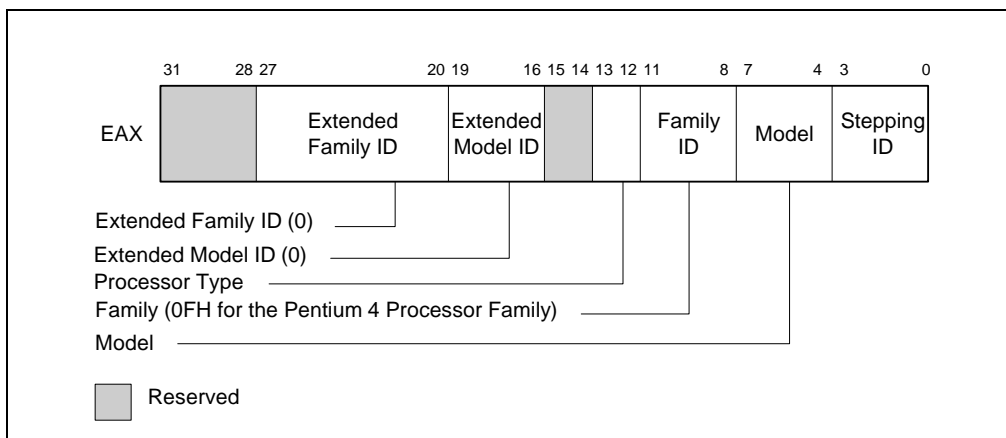 31 28 27 20 19 16 15 14 13 12 11 8 7 4 3 0
EAX
Extended Family ID
Extended Model ID
Family ID
Model
Stepping ID
Extended Family ID (0)
Extended Model ID (0)
Processor Type
Family (0FH for the Pentium 4 Processor Family)
Model
Reserved